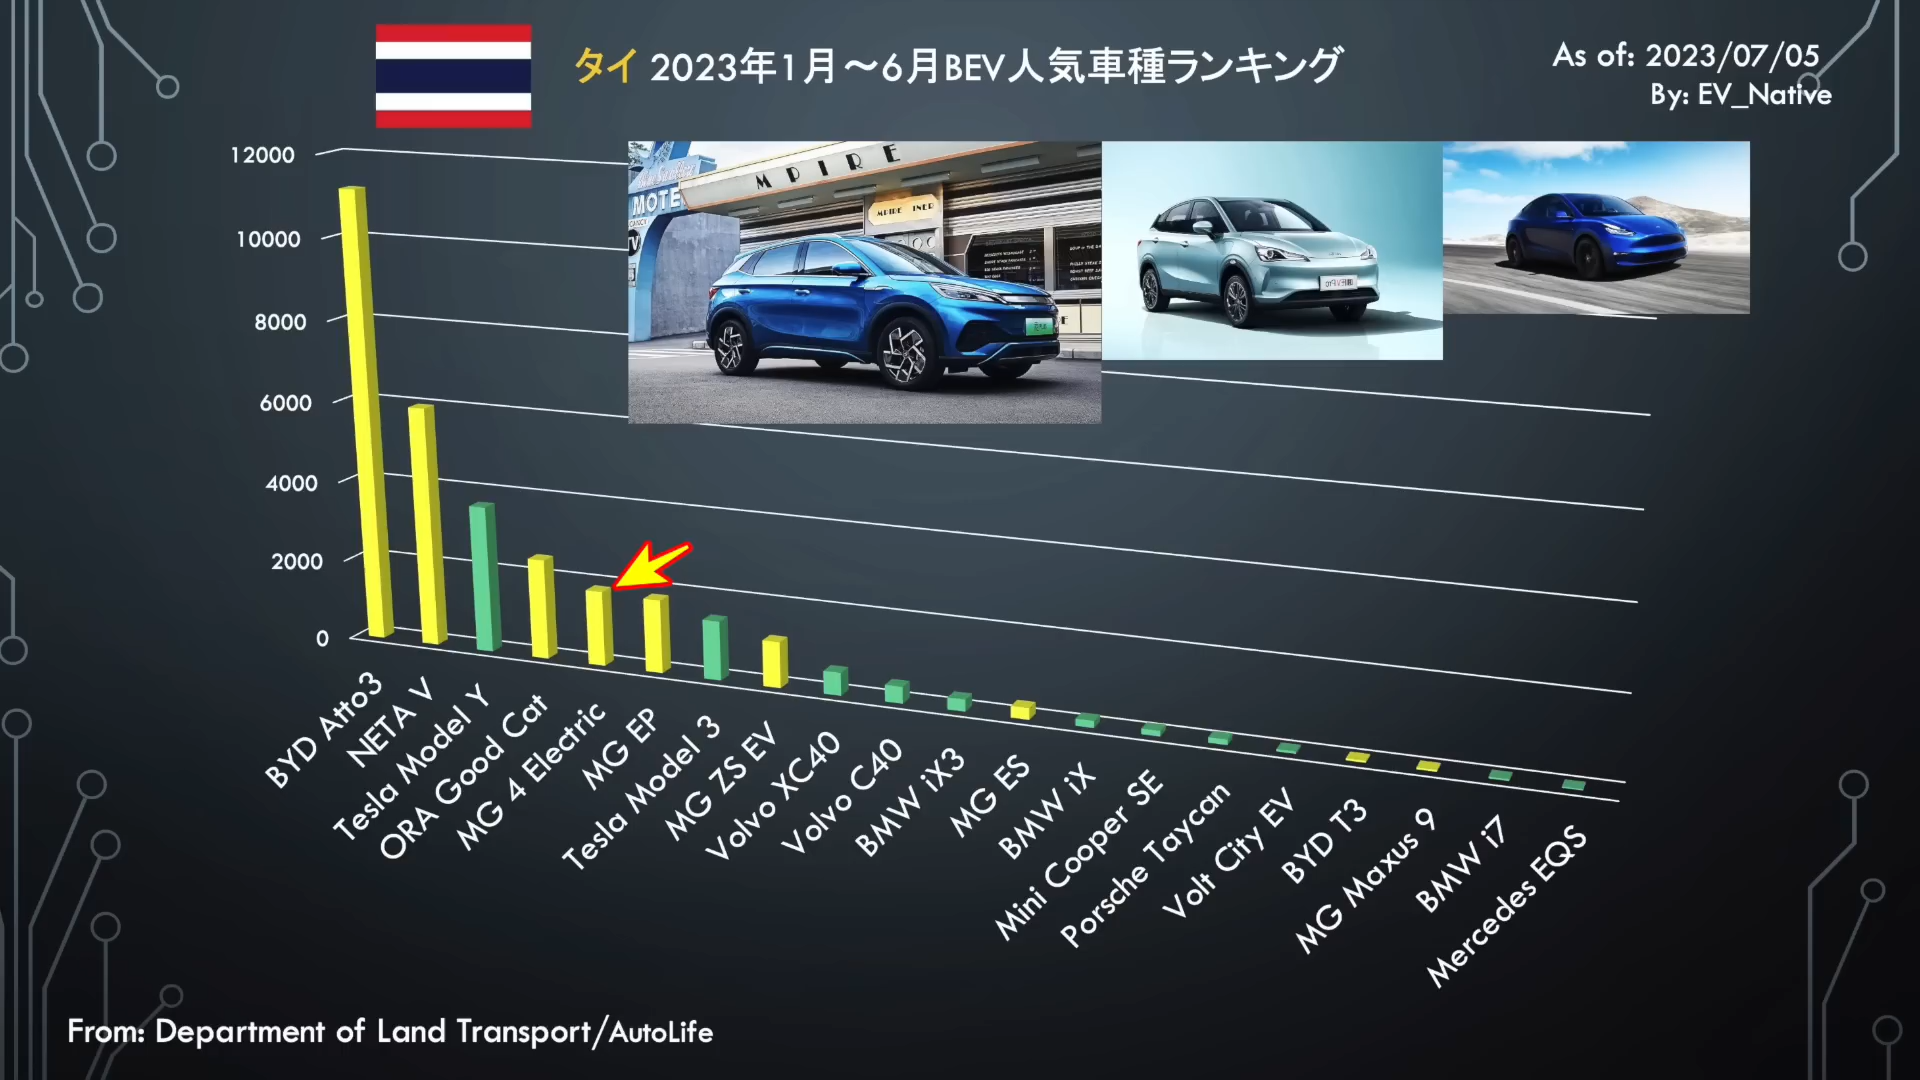 タイ 2023年1月～6月BEV人気車種ランキング
As of: 2023/07/05
By: EV_Native
12000
10000
8000
6000
4000
2000
0
MPIRE
MOTEL
MPIRE INER
BYD Atto3
NETA V
Tesla Model Y
ORA Good Cat
MG 4 Electric
MG EP
Tesla Model 3
MG ZS EV
Volvo XC40
Volvo C40
BMW iX3
MG ES
BMW iX
Mini Cooper SE
Porsche Taycan
Volt City EV
BYD T3
MG Maxus 9
BMW i7
Mercedes EQS
From: Department of Land Transport/AutoLife